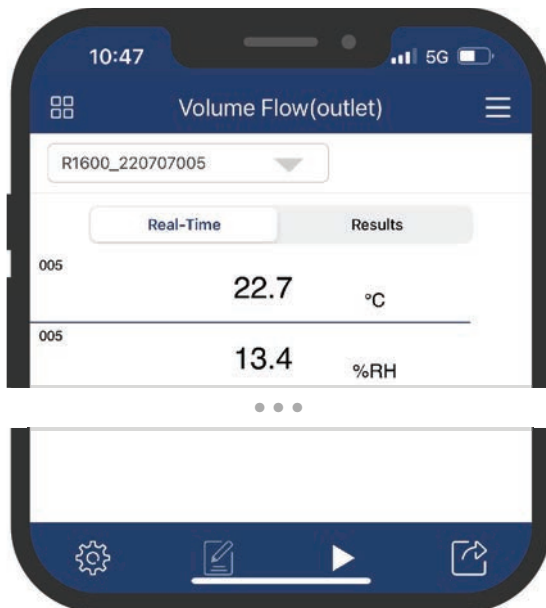 10:47
5G
Volume Flow(outlet)
R1600_220707005
Real-Time Results
005
22.7 °C
005
13.4 %RH